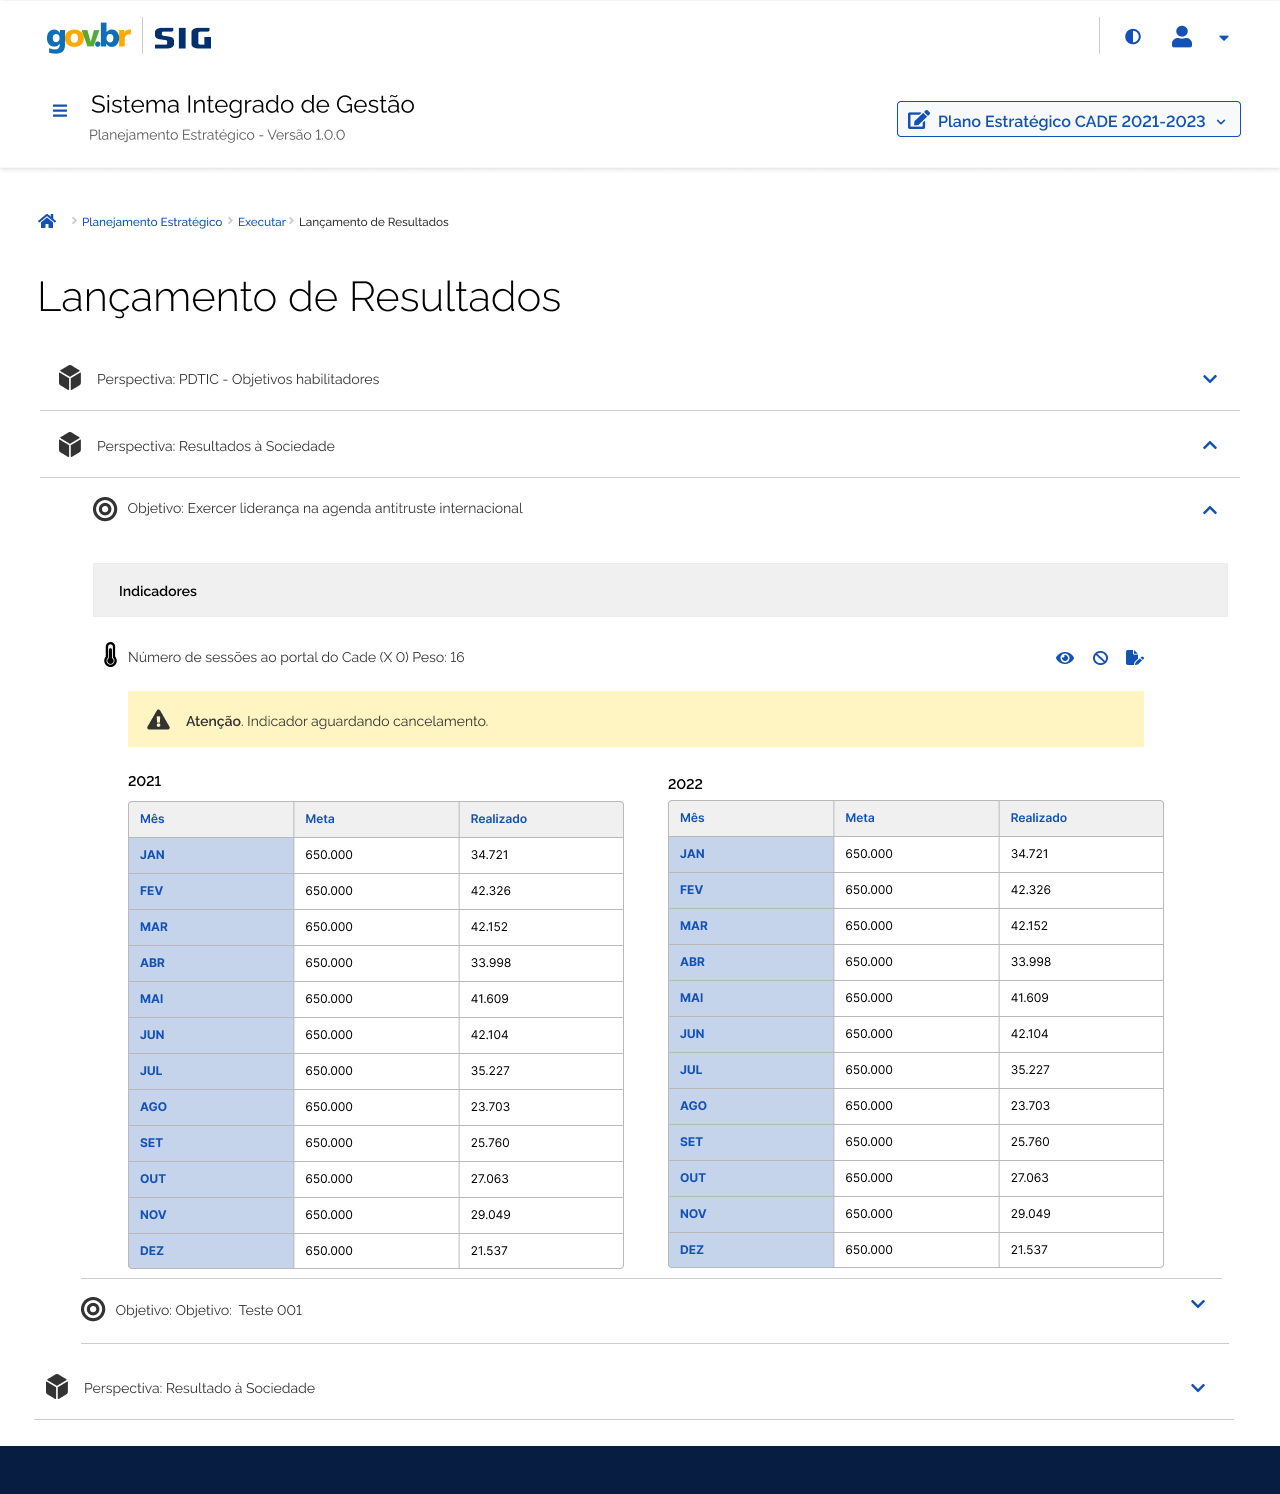 gov.br SIG
Sistema Integrado de Gestão
Planejamento Estratégico - Versão 1.0.0
Plano Estratégico CADE 2021-2023
Planejamento Estratégico Executar Lançamento de Resultados
Lançamento de Resultados
Perspectiva: PDTIC - Objetivos habilitadores
Perspectiva: Resultados à Sociedade
Objetivo: Exercer liderança na agenda antitruste internacional
Indicadores
Número de sessões ao portal do Cade (X 0) Peso: 16
Atenção. Indicador aguardando cancelamento.
2021
Mês Meta Realizado
JAN 650.000 34.721
FEV 650.000 42.326
MAR 650.000 42.152
ABR 650.000 33.998
MAI 650.000 41.609
JUN 650.000 42.104
JUL 650.000 35.227
AGO 650.000 23.703
SET 650.000 25.760
OUT 650.000 27.063
NOV 650.000 29.049
DEZ 650.000 21.537
2022
Mês Meta Realizado
JAN 650.000 34.721
FEV 650.000 42.326
MAR 650.000 42.152
ABR 650.000 33.998
MAI 650.000 41.609
JUN 650.000 42.104
JUL 650.000 35.227
AGO 650.000 23.703
SET 650.000 25.760
OUT 650.000 27.063
NOV 650.000 29.049
DEZ 650.000 21.537
Objetivo: Objetivo: Teste 001
Perspectiva: Resultado à Sociedade